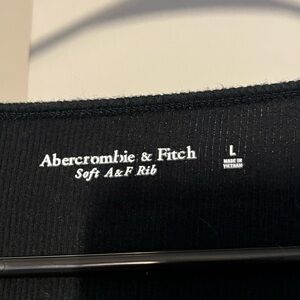 Abercrombie & Fitch
Soft A&F Rib
L
MADE IN
VIETNAM